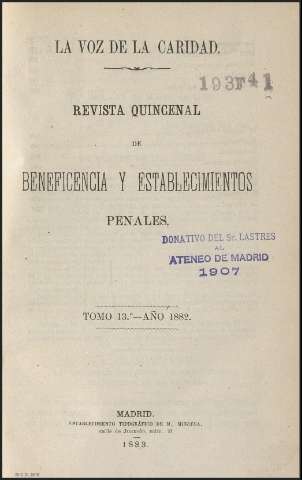 LA VOZ DE LA CARIDAD.
193F41
REVISTA QUINCENAL
DE
BENEFICENCIA Y ESTABLECIMIENTOS
PENALES.
DONATIVO DEL Sr. LASTRES
AL
ATENEO DE MADRID
1907
TOMO 13.º—AÑO 1882.
MADRID.
ESTABLECIMIENTO TIPOGRÁFICO DE M. MINUESA,
calle de Juanelo, núm. 19
1883.